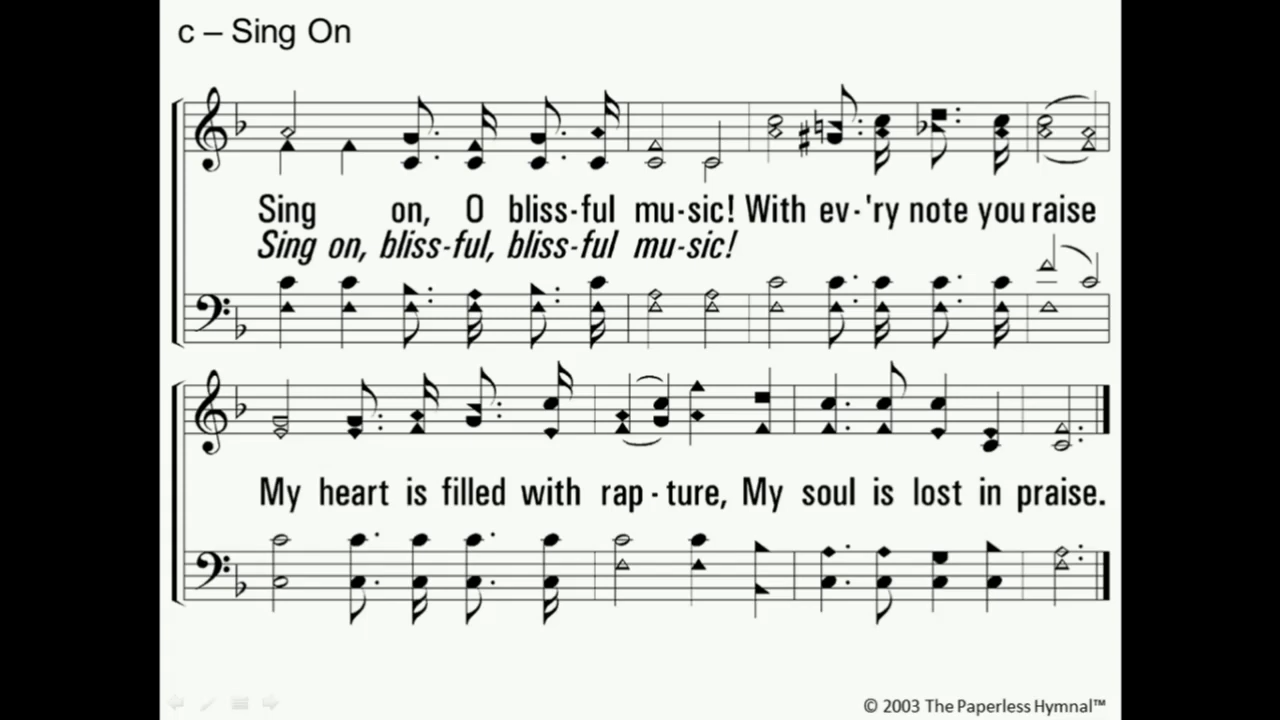 c – Sing On
Sing on, O bliss-ful mu-sic! With ev-'ry note you raise
Sing on, bliss-ful, bliss-ful mu-sic!
My heart is filled with rap-ture, My soul is lost in praise.
© 2003 The Paperless Hymnal™